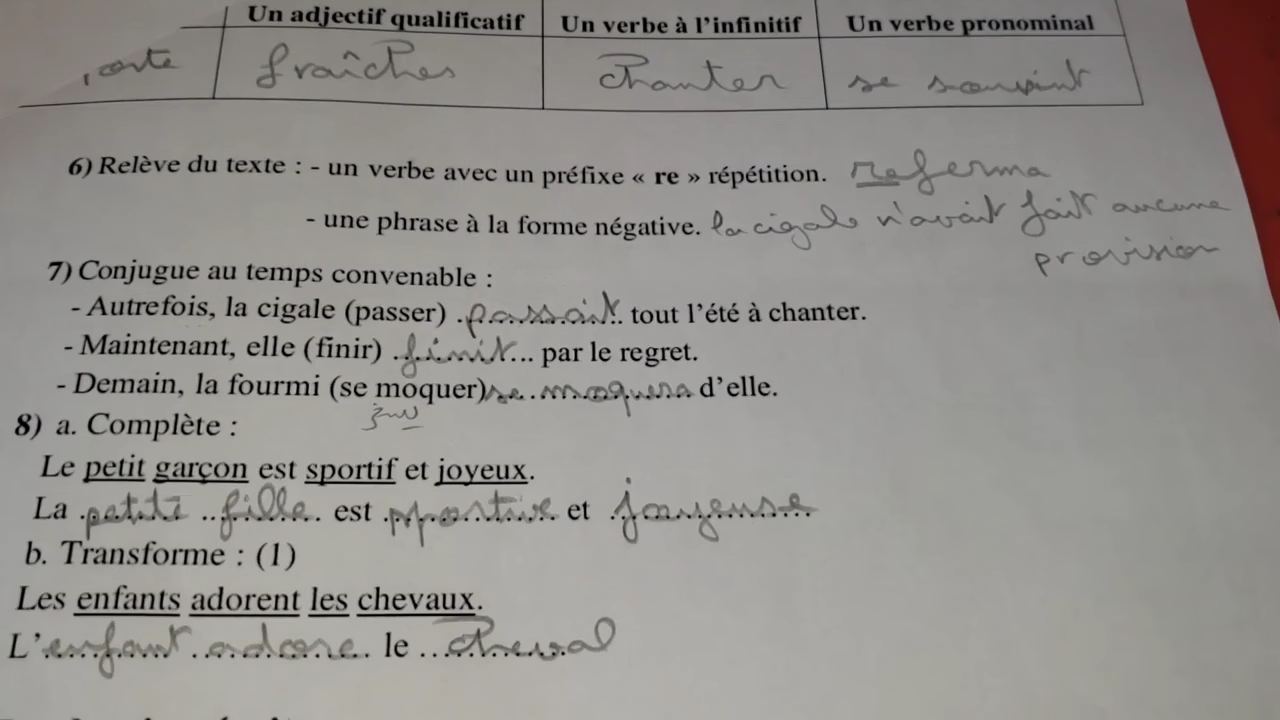 Un adjectif qualificatif Un verbe à l'infinitif Un verbe pronominal
fraîches chanter se souvint
6) Relève du texte : - un verbe avec un préfixe « re » répétition. referma
- une phrase à la forme négative. la cigale n'avait fait aucune
provision
7) Conjugue au temps convenable :
- Autrefois, la cigale (passer) .passait. tout l'été à chanter.
- Maintenant, elle (finir) .finit... par le regret.
- Demain, la fourmi (se moquer) se moquera d'elle.
8) a. Complète :
Le petit garçon est sportif et joyeux.
La petite fille est sportive et joyeuse
b. Transforme : (1)
Les enfants adorent les chevaux.
L'enfant adore le cheval